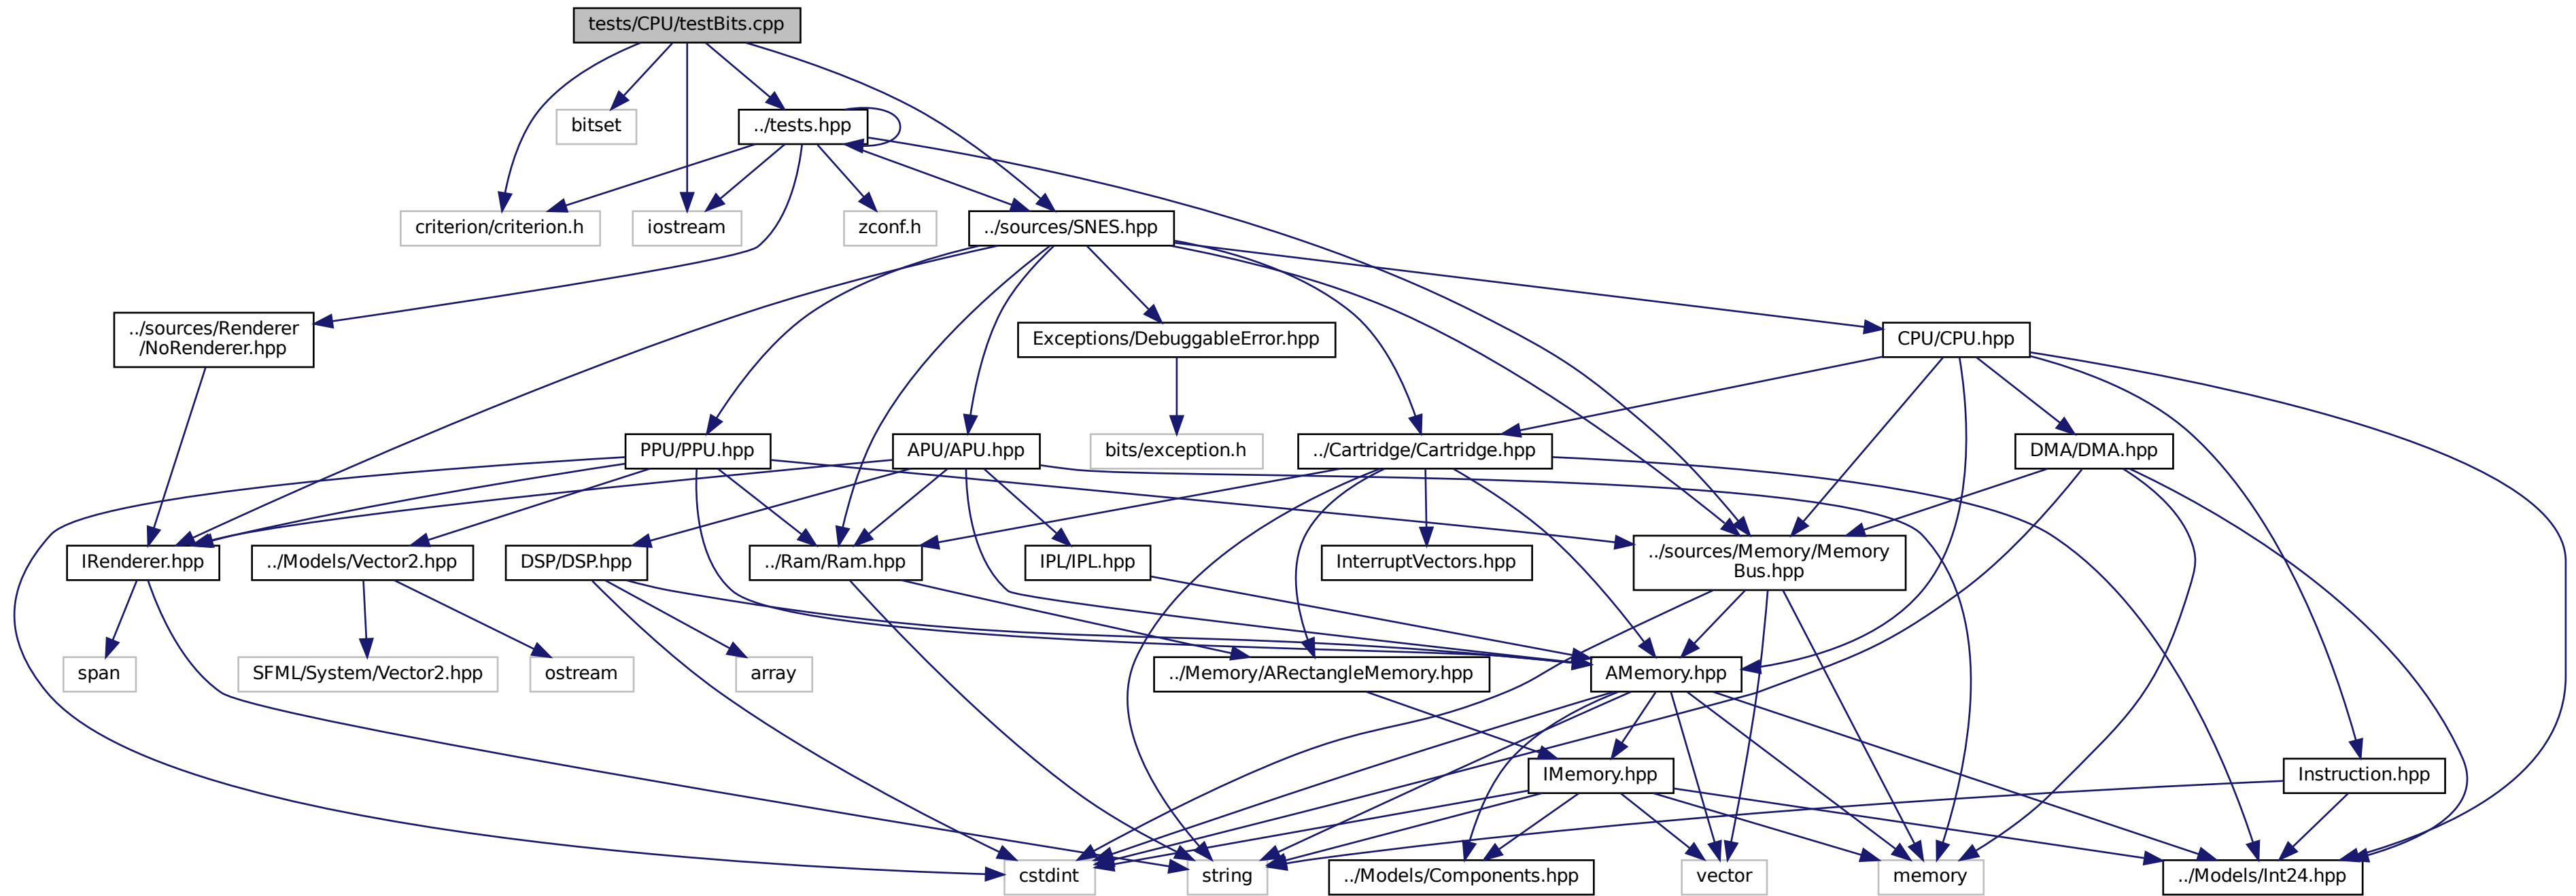 tests/CPU/testBits.cpp
bitset
../tests.hpp
criterion/criterion.h
iostream
zconf.h
../sources/SNES.hpp
../sources/Renderer
/NoRenderer.hpp
Exceptions/DebuggableError.hpp
CPU/CPU.hpp
PPU/PPU.hpp
APU/APU.hpp
bits/exception.h
../Cartridge/Cartridge.hpp
DMA/DMA.hpp
IRenderer.hpp
../Models/Vector2.hpp
DSP/DSP.hpp
../Ram/Ram.hpp
IPL/IPL.hpp
InterruptVectors.hpp
../sources/Memory/Memory
Bus.hpp
span
SFML/System/Vector2.hpp
ostream
array
../Memory/ARectangleMemory.hpp
AMemory.hpp
IMemory.hpp
Instruction.hpp
cstdint
string
../Models/Components.hpp
vector
memory
../Models/Int24.hpp